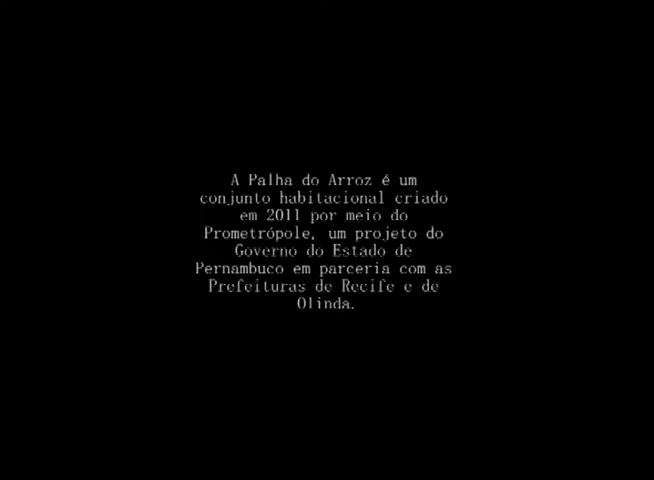 A Palha do Arroz é um
conjunto habitacional criado
em 2011 por meio do
Prometrópole, um projeto do
Governo do Estado de
Pernambuco em parceria com as
Prefeituras de Recife e de
Olinda.